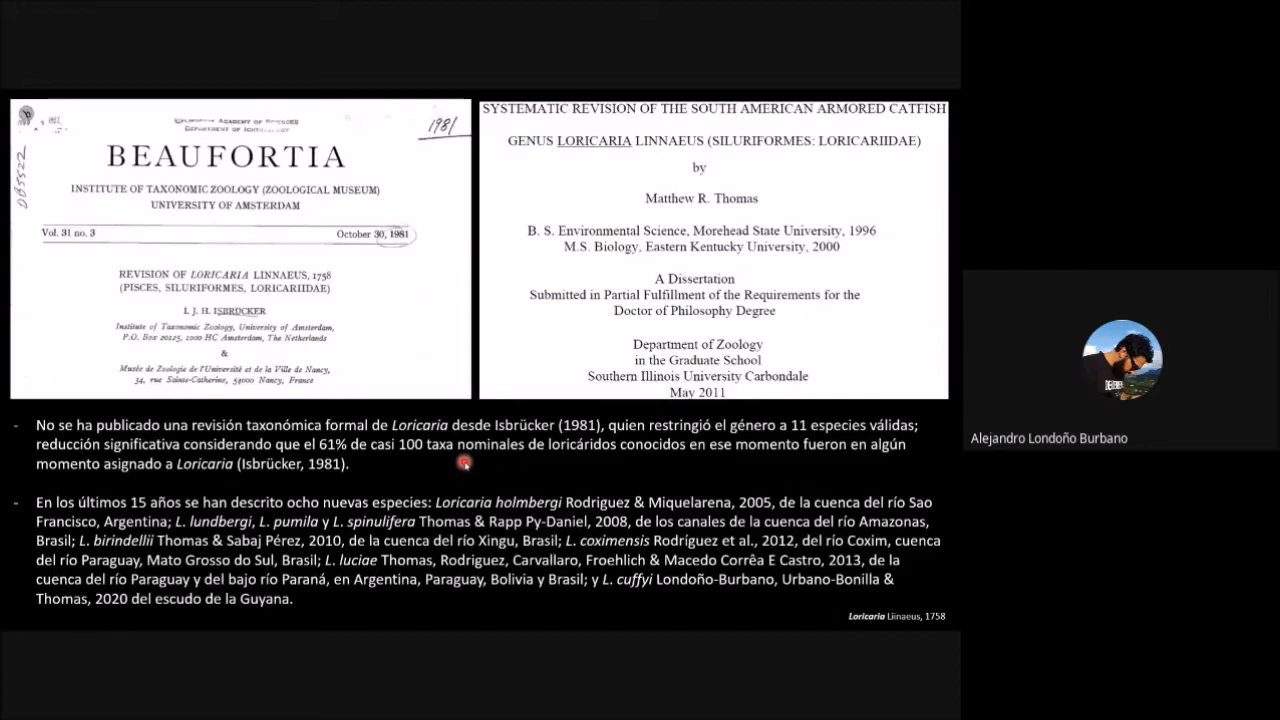 1981
DB5522
BEAUFORTIA
INSTITUTE OF TAXONOMIC ZOOLOGY (ZOOLOGICAL MUSEUM)
UNIVERSITY OF AMSTERDAM
Vol. 31 no. 3 October 30, 1981
REVISION OF LORICARIA LINNAEUS, 1758
(PISCES, SILURIFORMES, LORICARIIDAE)
I. J. H. ISBRÜCKER
Institute of Taxonomic Zoology, University of Amsterdam,
P.O. Box 20125, 1000 HC Amsterdam, The Netherlands
&
Musée de Zoologie de l'Université et de la Ville de Nancy,
34, rue Sainte-Catherine, 54000 Nancy, France
SYSTEMATIC REVISION OF THE SOUTH AMERICAN ARMORED CATFISH
GENUS LORICARIA LINNAEUS (SILURIFORMES: LORICARIIDAE)
by
Matthew R. Thomas
B. S. Environmental Science, Morehead State University, 1996
M.S. Biology, Eastern Kentucky University, 2000
A Dissertation
Submitted in Partial Fulfillment of the Requirements for the
Doctor of Philosophy Degree
Department of Zoology
in the Graduate School
Southern Illinois University Carbondale
May 2011
- No se ha publicado una revisión taxonómica formal de Loricaria desde Isbrücker (1981), quien restringió el género a 11 especies válidas;
reducción significativa considerando que el 61% de casi 100 taxa nominales de loricáridos conocidos en ese momento fueron en algún
momento asignado a Loricaria (Isbrücker, 1981).
- En los últimos 15 años se han descrito ocho nuevas especies: Loricaria holmbergi Rodriguez & Miquelarena, 2005, de la cuenca del río Sao
Francisco, Argentina; L. lundbergi, L. pumila y L. spinulifera Thomas & Rapp Py-Daniel, 2008, de los canales de la cuenca del río Amazonas,
Brasil; L. birindellii Thomas & Sabaj Pérez, 2010, de la cuenca del río Xingu, Brasil; L. coximensis Rodríguez et al., 2012, del río Coxim, cuenca
del río Paraguay, Mato Grosso do Sul, Brasil; L. luciae Thomas, Rodriguez, Carvallaro, Froehlich & Macedo Corrêa E Castro, 2013, de la
cuenca del río Paraguay y del bajo río Paraná, en Argentina, Paraguay, Bolivia y Brasil; y L. cuffyi Londoño-Burbano, Urbano-Bonilla &
Thomas, 2020 del escudo de la Guyana.
Loricaria Liinaeus, 1758
Alejandro Londoño Burbano